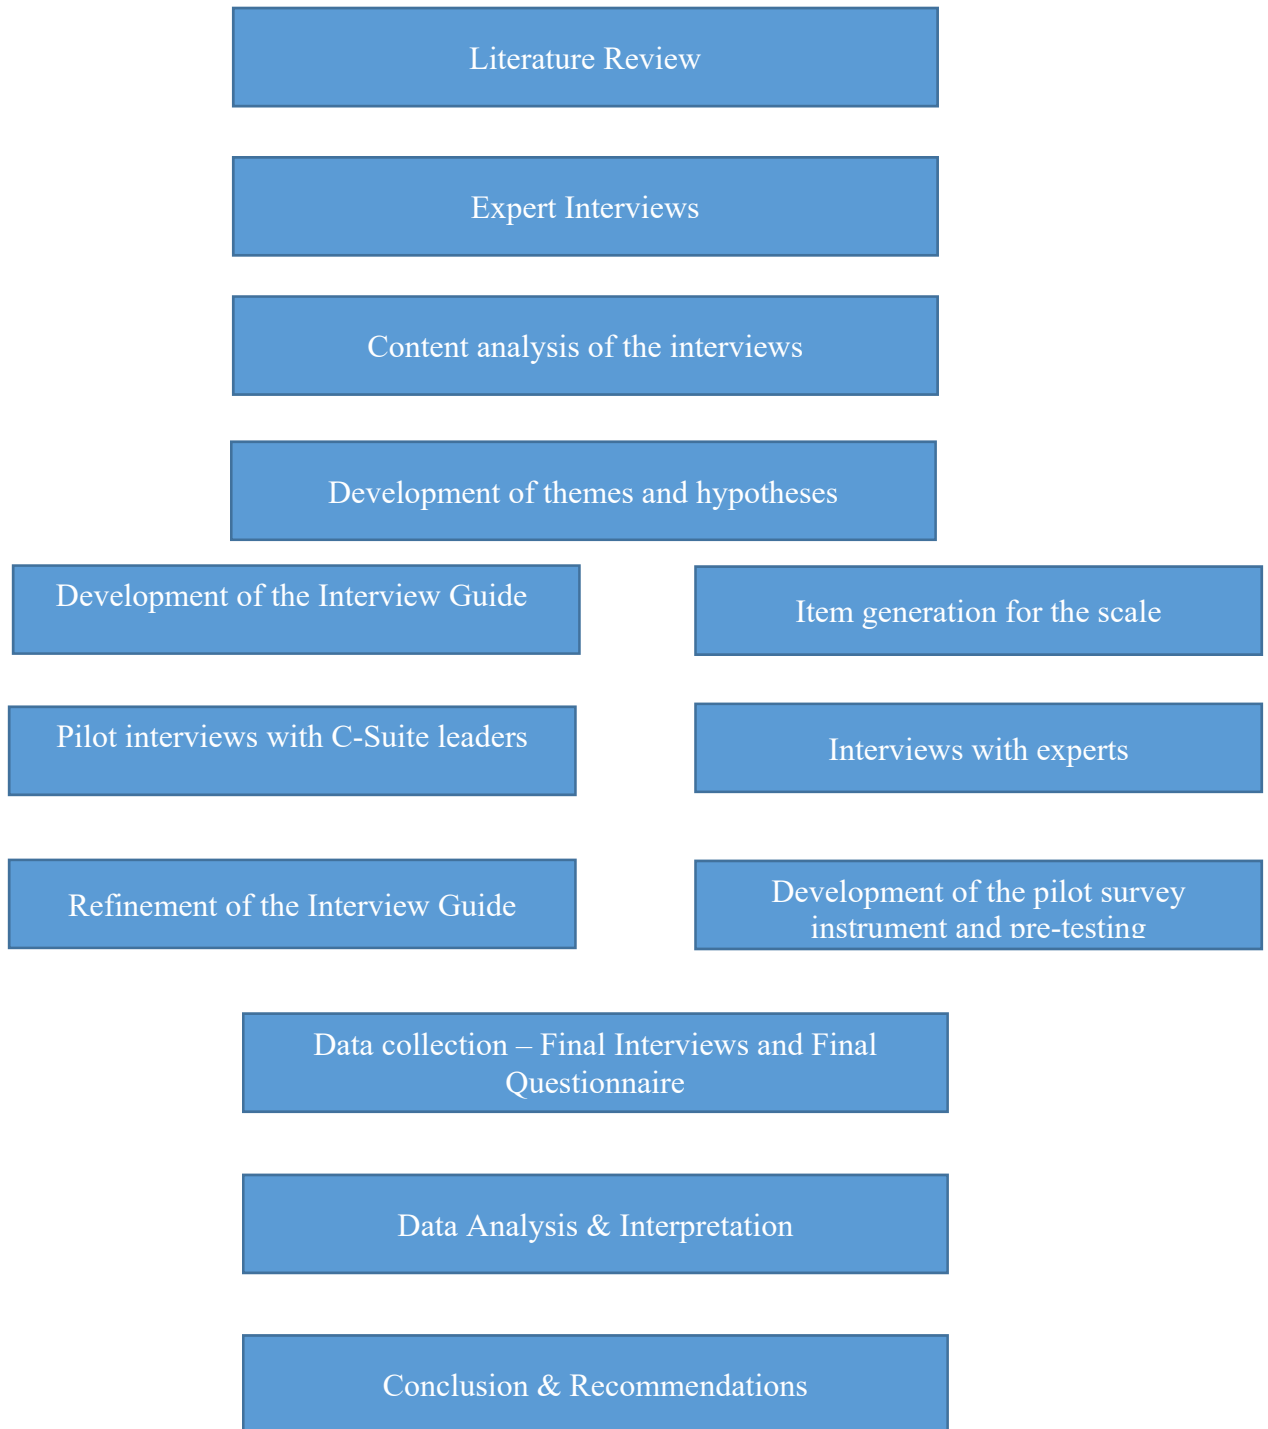 Literature Review
Expert Interviews
Content analysis of the interviews
Development of themes and hypotheses
Development of the Interview Guide
Item generation for the scale
Pilot interviews with C-Suite leaders
Interviews with experts
Refinement of the Interview Guide
Development of the pilot survey
instrument and pre-testing
Data collection – Final Interviews and Final
Questionnaire
Data Analysis & Interpretation
Conclusion & Recommendations